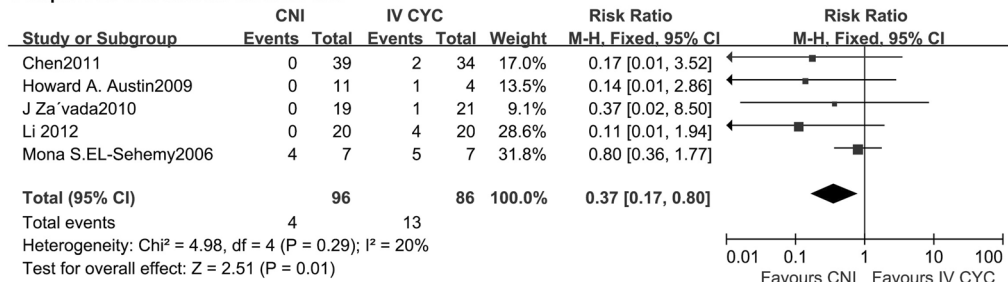 CNI IV CYC Risk Ratio Risk Ratio
Study or Subgroup Events Total Events Total Weight M-H, Fixed, 95% CI M-H, Fixed, 95% CI
Chen2011 0 39 2 34 17.0% 0.17 [0.01, 3.52]
Howard A. Austin2009 0 11 1 4 13.5% 0.14 [0.01, 2.86]
J Za´vada2010 0 19 1 21 9.1% 0.37 [0.02, 8.50]
Li 2012 0 20 4 20 28.6% 0.11 [0.01, 1.94]
Mona S.EL-Sehemy2006 4 7 5 7 31.8% 0.80 [0.36, 1.77]
Total (95% CI) 96 86 100.0% 0.37 [0.17, 0.80]
Total events 4 13
Heterogeneity: Chi² = 4.98, df = 4 (P = 0.29); I² = 20%
Test for overall effect: Z = 2.51 (P = 0.01)
0.01 0.1 1 10 100
Favours CNI Favours IV CYC